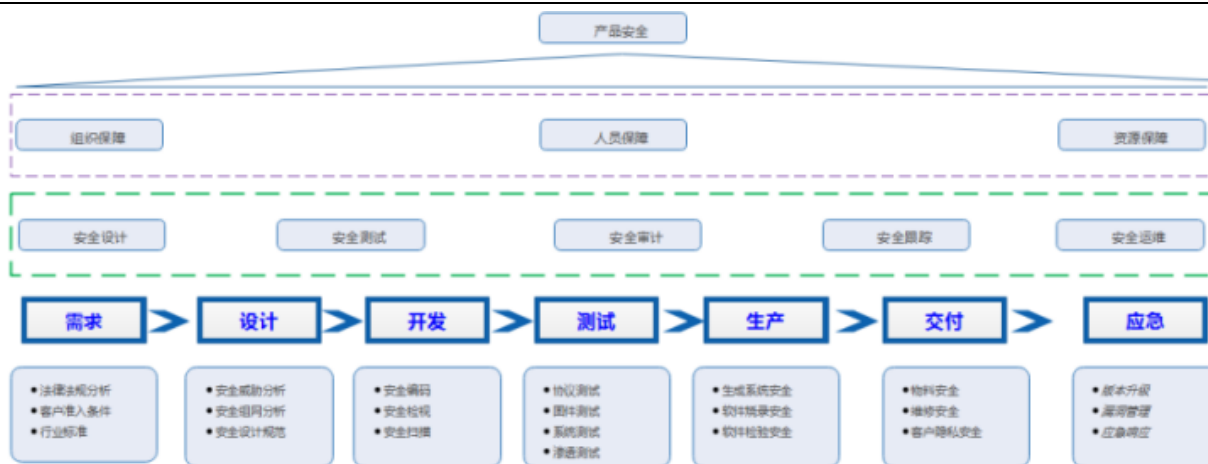 产品安全
组织保障
人员保障
资源保障
安全设计
安全测试
安全审计
安全跟踪
安全运维
需求
设计
开发
测试
生产
交付
应急
法律法规分析
客户准入条件
行业标准
安全威胁分析
安全组网分析
安全设计规范
安全编码
安全检视
安全扫描
协议测试
固件测试
系统测试
渗透测试
生成系统安全
软件烧录安全
软件检验安全
物料安全
维修安全
客户隐私安全
版本升级
漏洞管理
应急响应